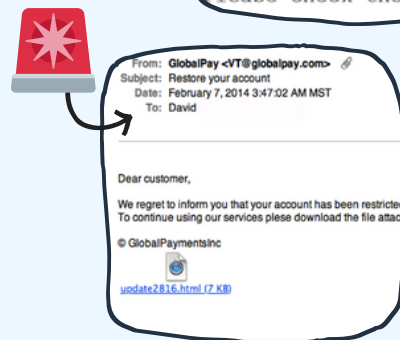 From: GlobalPay <VT@globalpay.com>
Subject: Restore your account
Date: February 7, 2014 3:47:02 AM MST
To: David
Dear customer,
We regret to inform you that your account has been restricted
To continue using our services plese download the file
© GlobalPaymentsInc
update2816.html (7 KB)